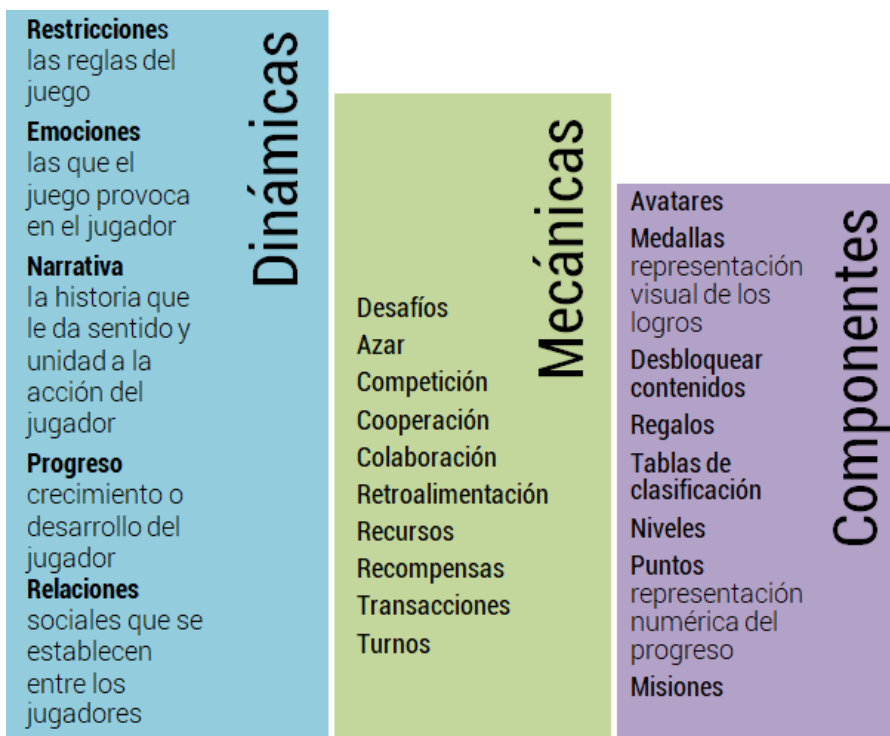 Restricciones
las reglas del
juego
Emociones
las que el
juego provoca
en el jugador
Narrativa
la historia que
le da sentido y
unidad a la
acción del
jugador
Progreso
crecimiento o
desarrollo del
jugador
Relaciones
sociales que se
establecen
entre los
jugadores
Dinámicas
Desafíos
Azar
Competición
Cooperación
Colaboración
Retroalimentación
Recursos
Recompensas
Transacciones
Turnos
Mecánicas
Avatares
Medallas
representación
visual de los
logros
Desbloquear
contenidos
Regalos
Tablas de
clasificación
Niveles
Puntos
representación
numérica del
progreso
Misiones
Componentes